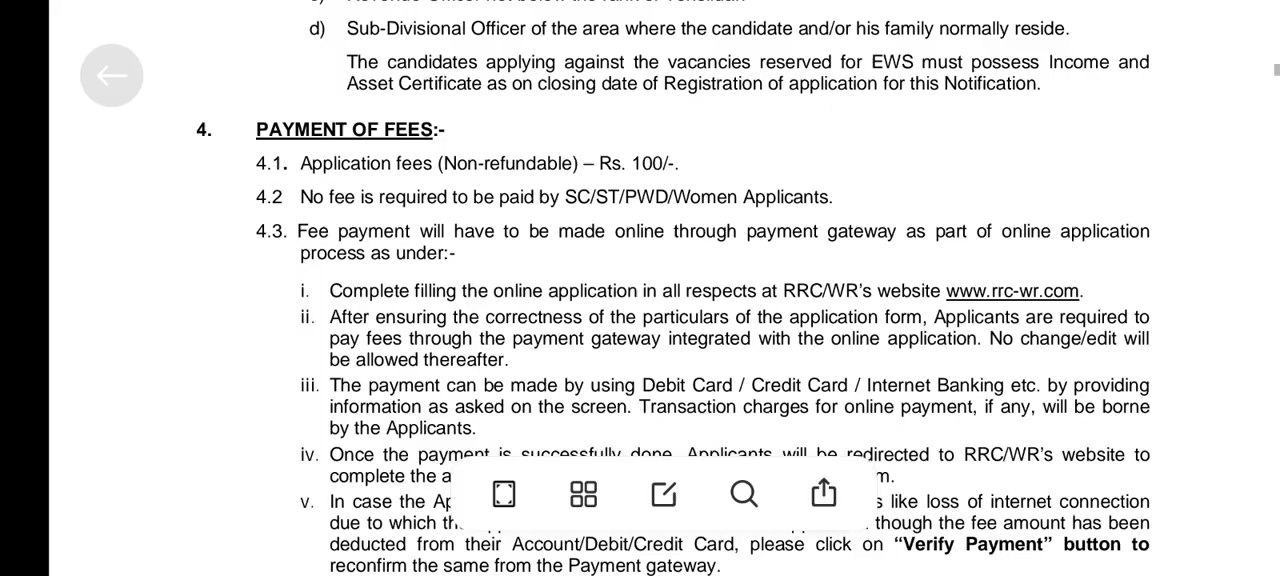 d) Sub-Divisional Officer of the area where the candidate and/or his family normally reside.
The candidates applying against the vacancies reserved for EWS must possess Income and
Asset Certificate as on closing date of Registration of application for this Notification.
4. PAYMENT OF FEES:-
4.1. Application fees (Non-refundable) – Rs. 100/-.
4.2 No fee is required to be paid by SC/ST/PWD/Women Applicants.
4.3. Fee payment will have to be made online through payment gateway as part of online application
process as under:-
i. Complete filling the online application in all respects at RRC/WR's website www.rrc-wr.com.
ii. After ensuring the correctness of the particulars of the application form, Applicants are required to
pay fees through the payment gateway integrated with the online application. No change/edit will
be allowed thereafter.
iii. The payment can be made by using Debit Card / Credit Card / Internet Banking etc. by providing
information as asked on the screen. Transaction charges for online payment, if any, will be borne
by the Applicants.
iv. Once the payment is successfully done, Applicants will be redirected to RRC/WR's website to
complete the
v. In case the
like loss of internet connection
due to which
though the fee amount has been
deducted from their Account/Debit/Credit Card, please click on “Verify Payment” button to
reconfirm the same from the Payment gateway.